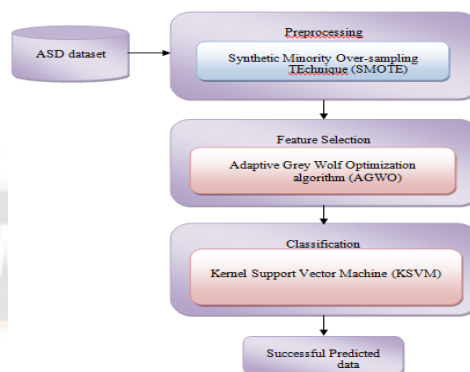 ASD dataset
Preprocessing
Synthetic Minority Over-sampling
TEchnique (SMOTE)
Feature Selection
Adaptive Grey Wolf Optimization
algorithm (AGWO)
Classification
Kernel Support Vector Machine (KSVM)
Successful Predicted
data